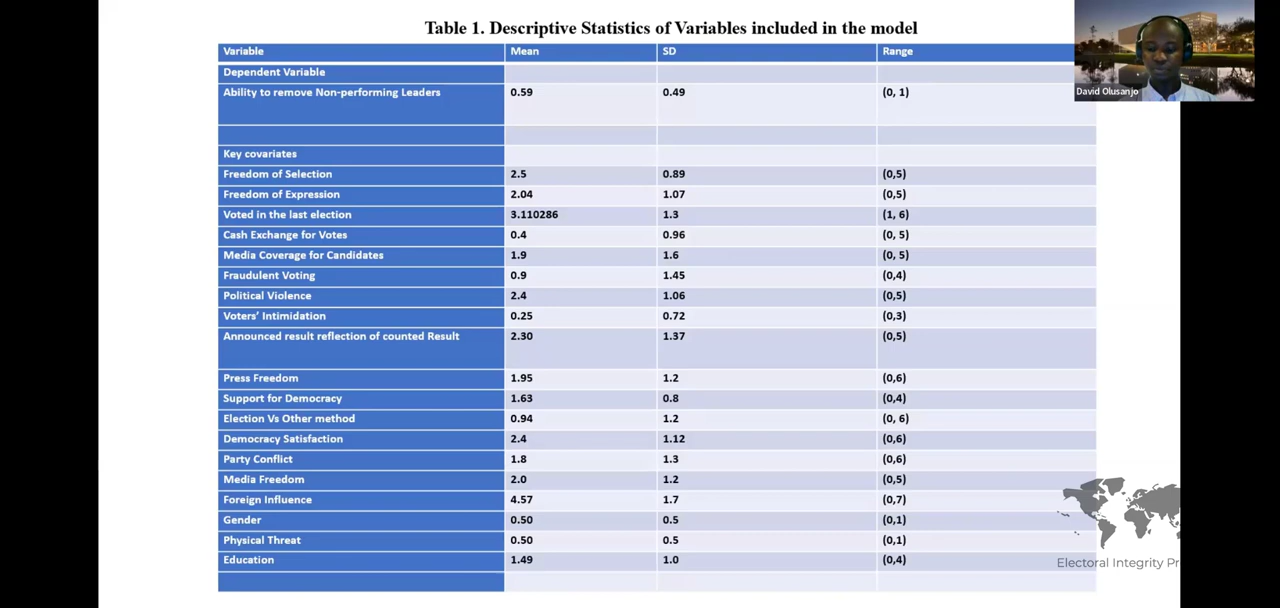 Table 1. Descriptive Statistics of Variables included in the model
Variable Mean SD Range
Dependent Variable
Ability to remove Non-performing Leaders 0.59 0.49 (0, 1)
Key covariates
Freedom of Selection 2.5 0.89 (0,5)
Freedom of Expression 2.04 1.07 (0,5)
Voted in the last election 3.110286 1.3 (1, 6)
Cash Exchange for Votes 0.4 0.96 (0, 5)
Media Coverage for Candidates 1.9 1.6 (0, 5)
Fraudulent Voting 0.9 1.45 (0,4)
Political Violence 2.4 1.06 (0,5)
Voters' Intimidation 0.25 0.72 (0,3)
Announced result reflection of counted Result 2.30 1.37 (0,5)
Press Freedom 1.95 1.2 (0,6)
Support for Democracy 1.63 0.8 (0,4)
Election Vs Other method 0.94 1.2 (0, 6)
Democracy Satisfaction 2.4 1.12 (0,6)
Party Conflict 1.8 1.3 (0,6)
Media Freedom 2.0 1.2 (0,5)
Foreign Influence 4.57 1.7 (0,7)
Gender 0.50 0.5 (0,1)
Physical Threat 0.50 0.5 (0,1)
Education 1.49 1.0 (0,4)
David Olusanjo
Electoral Integrity Pr